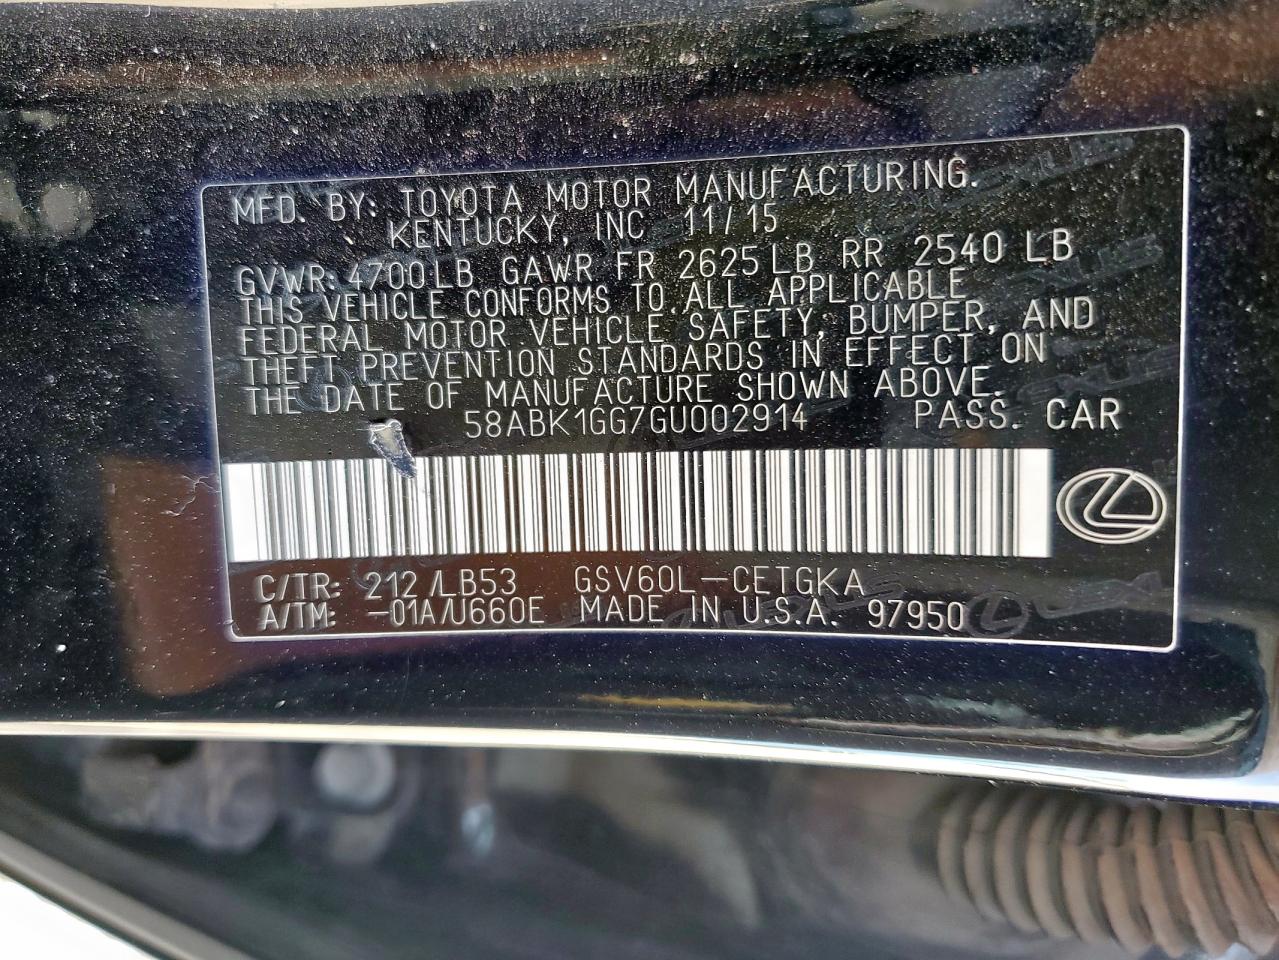 MFD. BY: TOYOTA MOTOR MANUFACTURING.
KENTUCKY, INC 11/15
GVWR: 4700LB GAWR FR 2625LB RR 2540 LB
THIS VEHICLE CONFORMS TO ALL APPLICABLE
FEDERAL MOTOR VEHICLE SAFETY, BUMPER, AND
THEFT PREVENTION STANDARDS IN EFFECT ON
THE DATE OF MANUFACTURE SHOWN ABOVE.
58ABK1GG7GU002914 PASS. CAR
C/TR: 212/LB53 GSV60L-CETGKA
A/TM: -01A/U660E MADE IN U.S.A. 97950